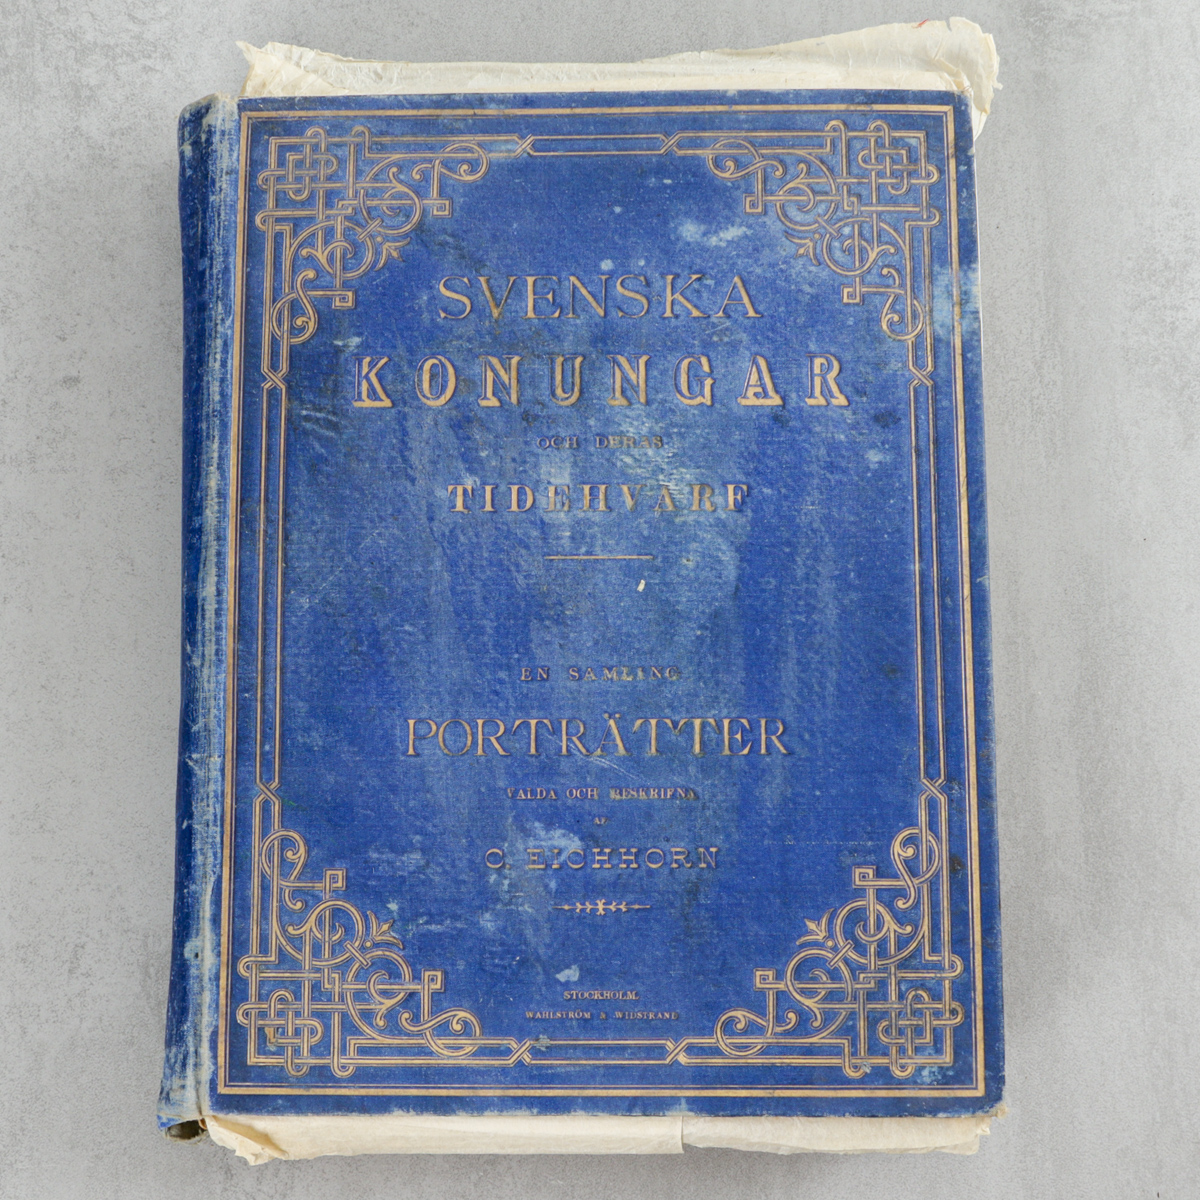 SVENSKA
KONUNGAR
OCH DERAS
TIDEHVARF
EN SAMLING
PORTRÄTTER
VALDA OCH BESKRIFNA
AF
C. EICHHORN
STOCKHOLM.
WAHLSTRÖM & WIDSTRAND